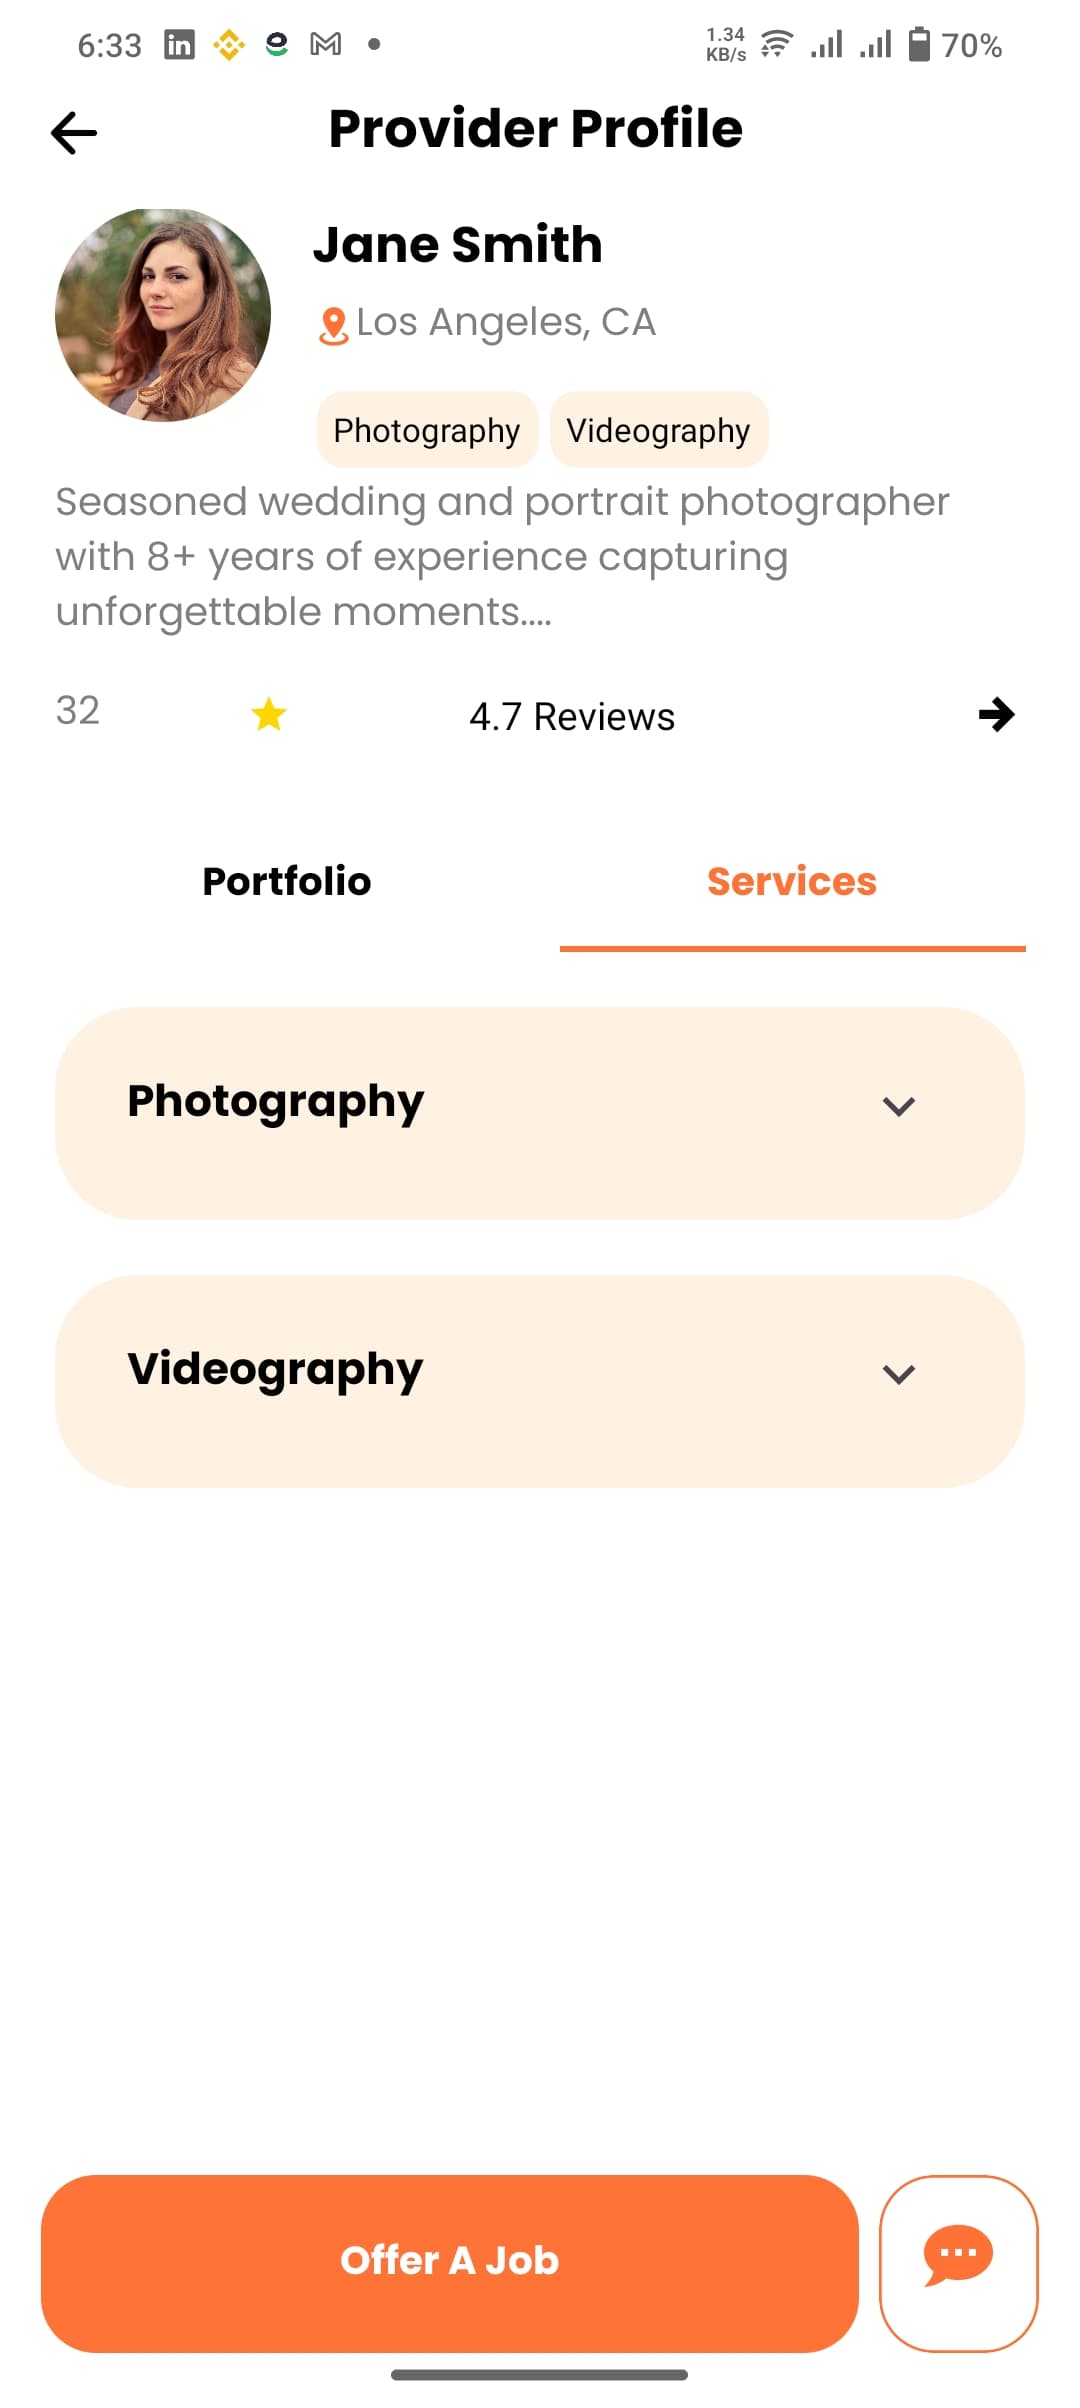 6:33
1.34 KB/s
70%
Provider Profile
Jane Smith
Los Angeles, CA
Photography Videography
Seasoned wedding and portrait photographer
with 8+ years of experience capturing
unforgettable moments....
32 4.7 Reviews
Portfolio Services
Photography
Videography
Offer A Job